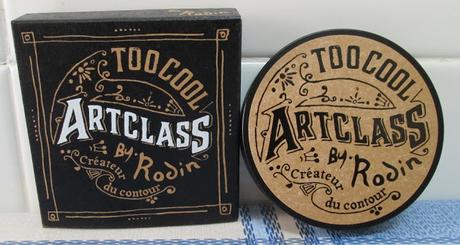 TOO COOL
ARTCLASS
By: Rodin
Créateur
du contour
TOO COOL
ARTCLASS
By: Rodin
Créateur
du contour